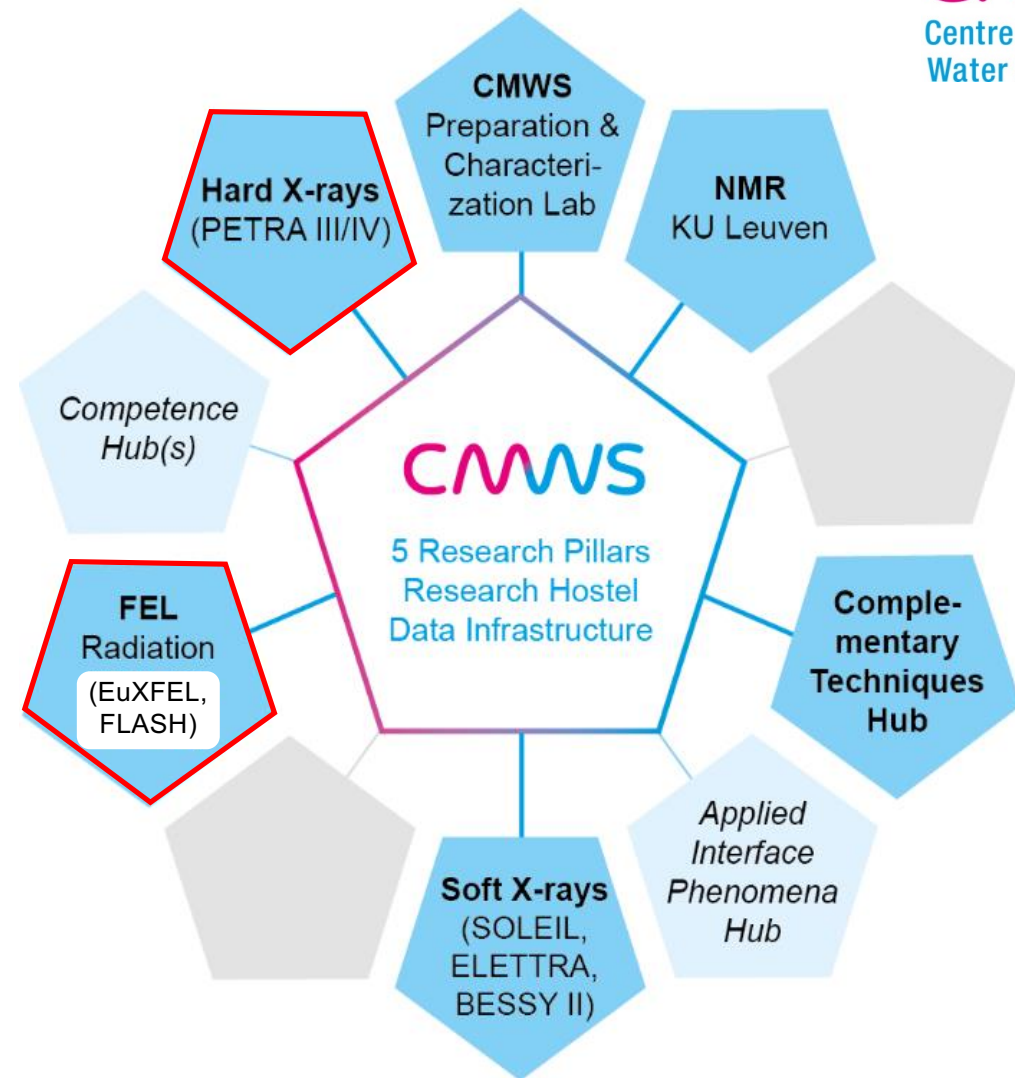 Centre
Water
CMWS
Preparation &
Characteri-
zation Lab
NMR
KU Leuven
Hard X-rays
(PETRA III/IV)
Competence
Hub(s)
CMWS
5 Research Pillars
Research Hostel
Data Infrastructure
FEL
Radiation
(EuXFEL,
FLASH)
Comple-
mentary
Techniques
Hub
Applied
Interface
Phenomena
Hub
Soft X-rays
(SOLEIL,
ELETTRA,
BESSY II)